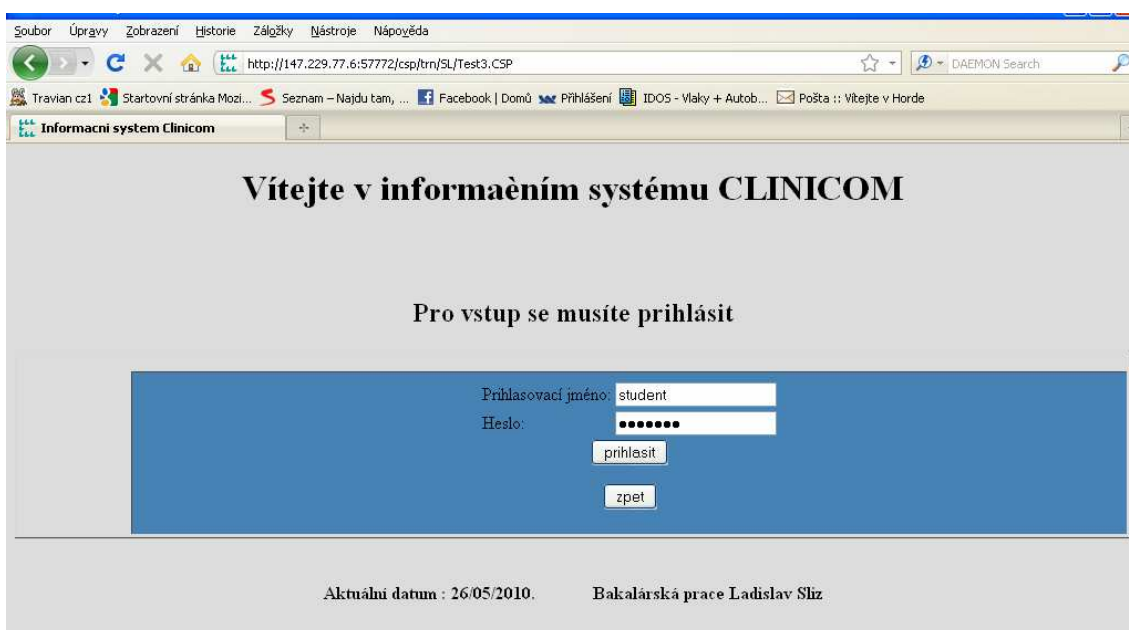 Soubor Úpravy Zobrazení Historie Záložky Nástroje Nápověda
http://147.229.77.6:57772/csp/trn/SL/Test3.CSP DAEMON Search
Travian cz1 Startovní stránka Mozi... Seznam – Najdu tam, ... Facebook | Domů Přihlášení IDOS - Vlaky + Autob... Pošta :: Vítejte v Horde
Informacni system Clinicom
Vítejte v informaèním systému CLINICOM
Pro vstup se musíte prihlásit
Prihlasovací jméno: student
Heslo: •••••••
prihlasit
zpet
Aktuální datum : 26/05/2010. Bakalárská prace Ladislav Sliz